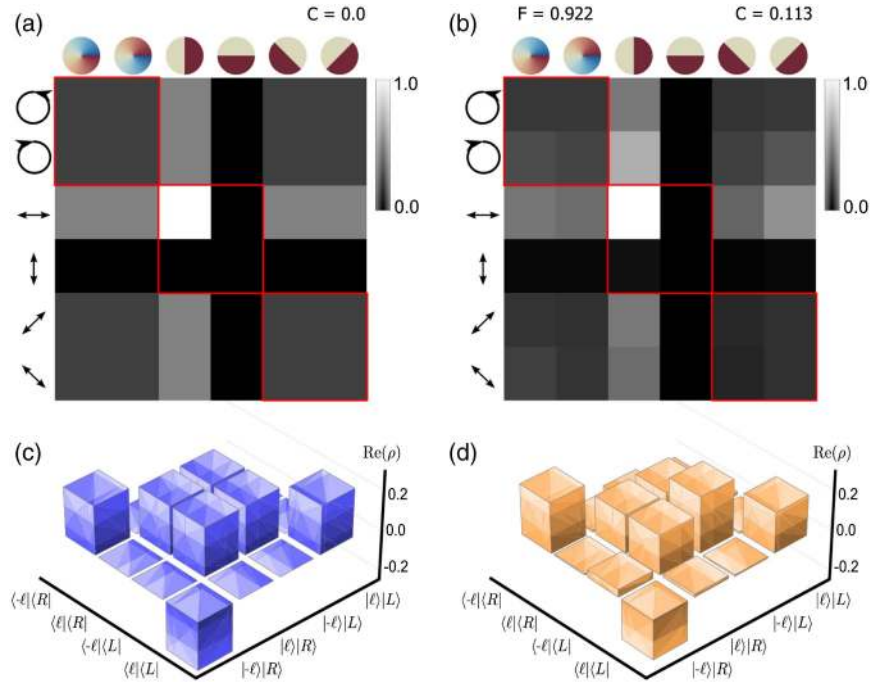 (a) C = 0.0
(b) F = 0.922 C = 0.113
1.0
0.0
1.0
0.0
(c) Re(ρ)
0.2
0.0
-0.2
⟨-ℓ|⟨R|
⟨ℓ|⟨R|
⟨-ℓ|⟨L|
⟨ℓ|⟨L|
|-ℓ⟩|R⟩
|ℓ⟩|R⟩
|-ℓ⟩|L⟩
|ℓ⟩|L⟩
(d) Re(ρ)
0.2
0.0
-0.2
⟨-ℓ|⟨R|
⟨ℓ|⟨R|
⟨-ℓ|⟨L|
⟨ℓ|⟨L|
|-ℓ⟩|R⟩
|ℓ⟩|R⟩
|-ℓ⟩|L⟩
|ℓ⟩|L⟩